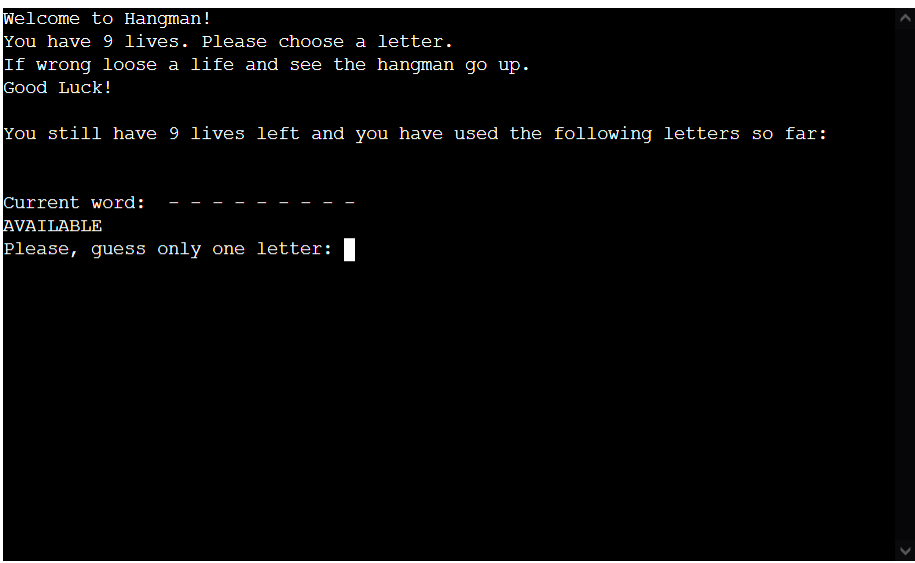 Welcome to Hangman!
You have 9 lives. Please choose a letter.
If wrong loose a life and see the hangman go up.
Good Luck!
You still have 9 lives left and you have used the following letters so far:
Current word:  - - - - - - - - -
AVAILABLE
Please, guess only one letter: